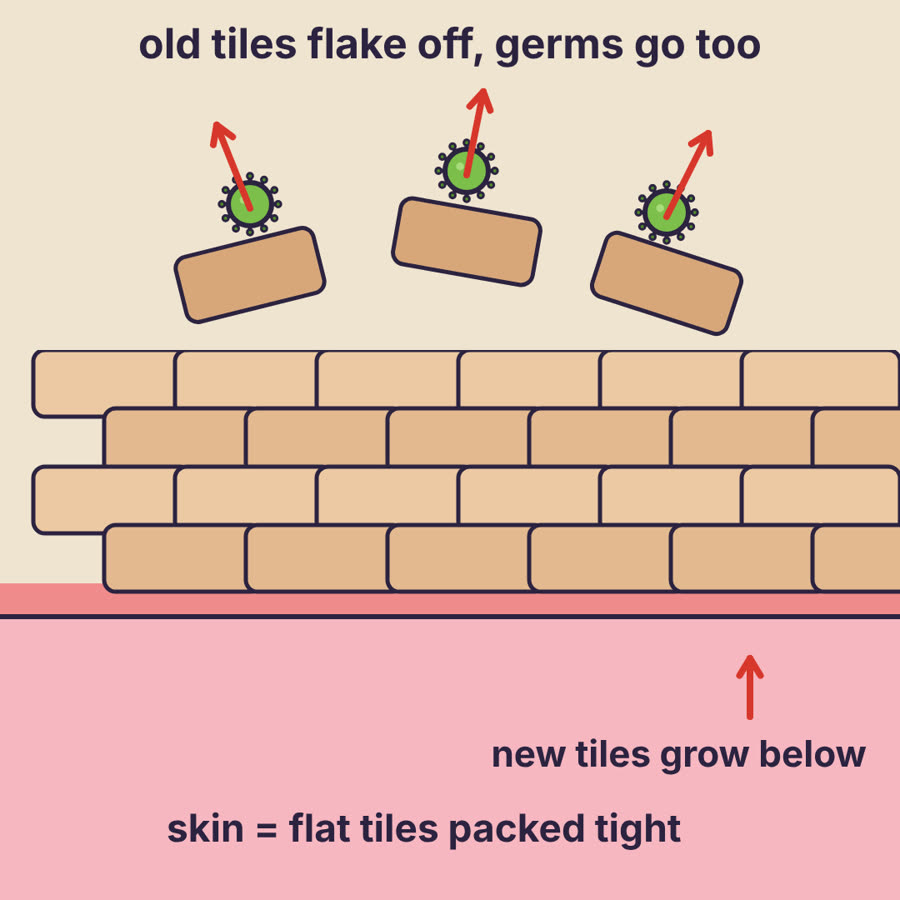 old tiles flake off, germs go too
new tiles grow below
skin = flat tiles packed tight